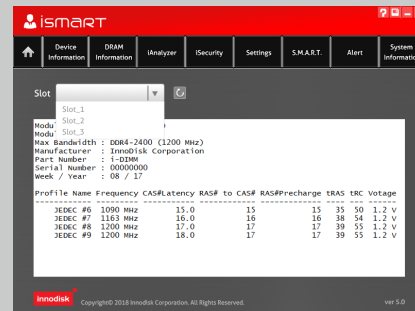 iSMART
Device Information
DRAM Information
iAnalyzer
iSecurity
Settings
S.M.A.R.T.
Alert
System Informatio
Slot
Slot_1
Slot_2
Slot_3
Modu
Modu
Max Bandwidth : DDR4-2400 (1200 MHz)
Manufacturer : InnoDisk Corporation
Part Number : i-DIMM
Serial Number : 00000000
Week / Year : 08 / 17
Profile Name Frequency CAS#Latency RAS# to CAS# RAS#Precharge tRAS tRC Votage
JEDEC #6 1090 MHz 15.0 15 15 35 50 1.2 V
JEDEC #7 1163 MHz 16.0 16 16 38 54 1.2 V
JEDEC #8 1200 MHz 17.0 17 17 39 55 1.2 V
JEDEC #9 1200 MHz 18.0 17 17 39 55 1.2 V
innodisk Copyright© 2018 Innodisk Corporation. All Rights Reserved. ver 5.0